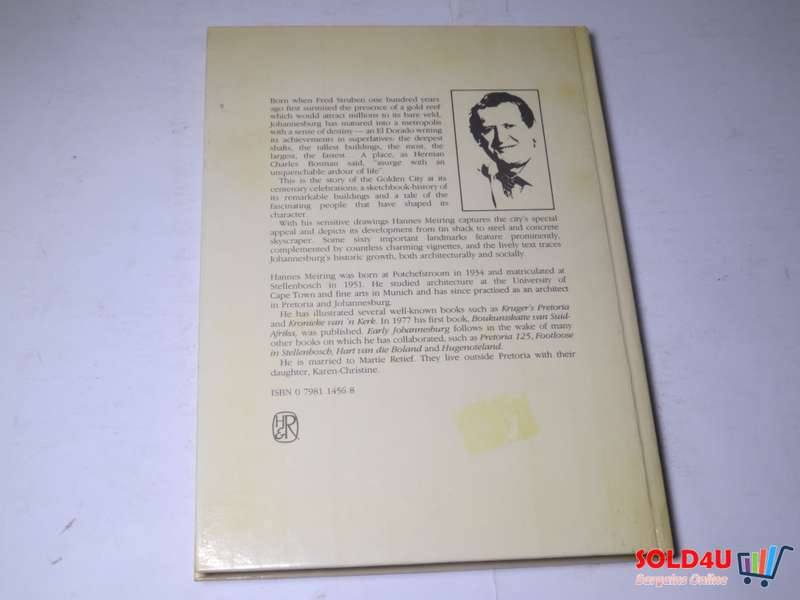 Born when Fred Struben one hundred years
ago first surmised the presence of a gold reef
which would attract millions to its bare veld,
Johannesburg has matured into a metropolis
with a sense of destiny — an El Dorado writing
its achievements in superlatives: the deepest
shafts, the tallest buildings, the most, the
largest, the fastest... A place, as Herman
Charles Bosman said, "asurge with an
unquenchable ardour of life".
This is the story of the Golden City at its
centenary celebrations; a sketchbook-history of
its remarkable buildings and a tale of the
fascinating people that have shaped its
character.
With his sensitive drawings Hannes Meiring captures the city's special
appeal and depicts its development from tin shack to steel and concrete
skyscraper. Some sixty important landmarks feature prominently,
complemented by countless charming vignettes, and the lively text traces
Johannesburg's historic growth, both architecturally and socially.
Hannes Meiring was born at Potchefstroom in 1934 and matriculated at
Stellenbosch in 1951. He studied architecture at the University of
Cape Town and fine arts in Munich and has since practised as an architect
in Pretoria and Johannesburg.
He has illustrated several well-known books such as Kruger's Pretoria
and Kronieke van 'n Kerk. In 1977 his first book, Boukunsskatte van Suid-
Afrika, was published. Early Johannesburg follows in the wake of many
other books on which he has collaborated, such as Pretoria 125, Footloose
in Stellenbosch, Hart van die Boland and Hugenoteland.
He is married to Martie Retief. They live outside Pretoria with their
daughter, Karen-Christine.
ISBN 0 7981 1456 8
H&R
SOLD4U
Bargains Online